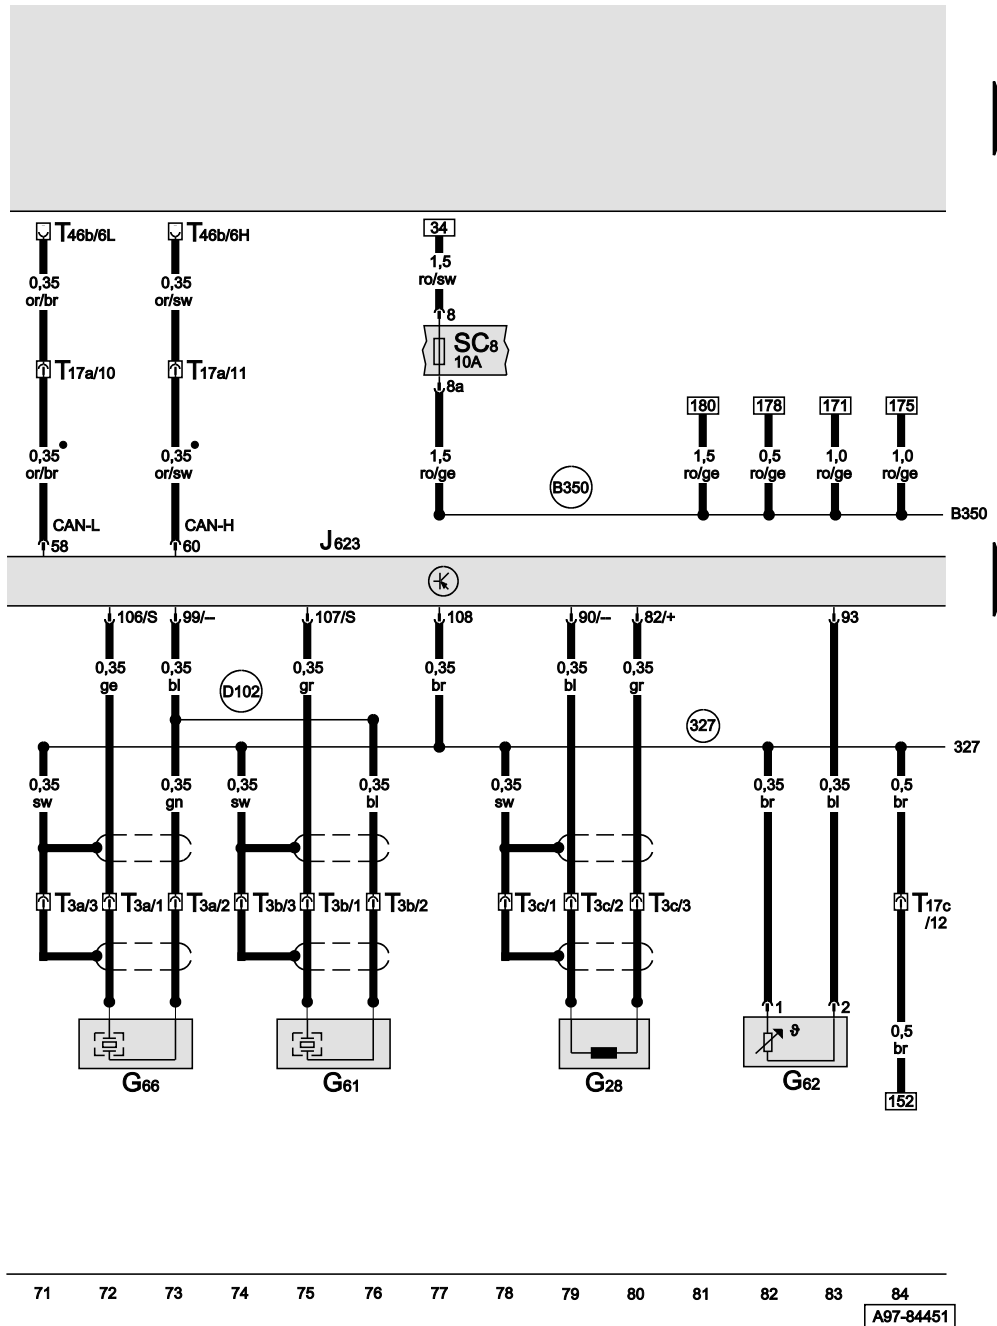 34
T46b/6L
T46b/6H
1,5
ro/sw
0,35
or/br
0,35
or/sw
8
SC8
10A
T17a/10
T17a/11
8a
180
178
171
175
0,35
or/br
0,35
or/sw
1,5
ro/ge
B350
1,5
ro/ge
0,5
ro/ge
1,0
ro/ge
1,0
ro/ge
B350
CAN-L
58
CAN-H
60
J623
106/S
99/--
107/S
108
90/--
82/+
93
0,35
ge
0,35
bl
D102
0,35
gr
0,35
br
0,35
bl
0,35
gr
327
327
0,35
sw
0,35
gn
0,35
sw
0,35
bl
0,35
sw
0,35
br
0,35
bl
0,5
br
T3a/3
T3a/1
T3a/2
T3b/3
T3b/1
T3b/2
T3c/1
T3c/2
T3c/3
T17c
/12
1
2
ϑ
0,5
br
G66
G61
G28
G62
152
71 72 73 74 75 76 77 78 79 80 81 82 83 84
A97-84451